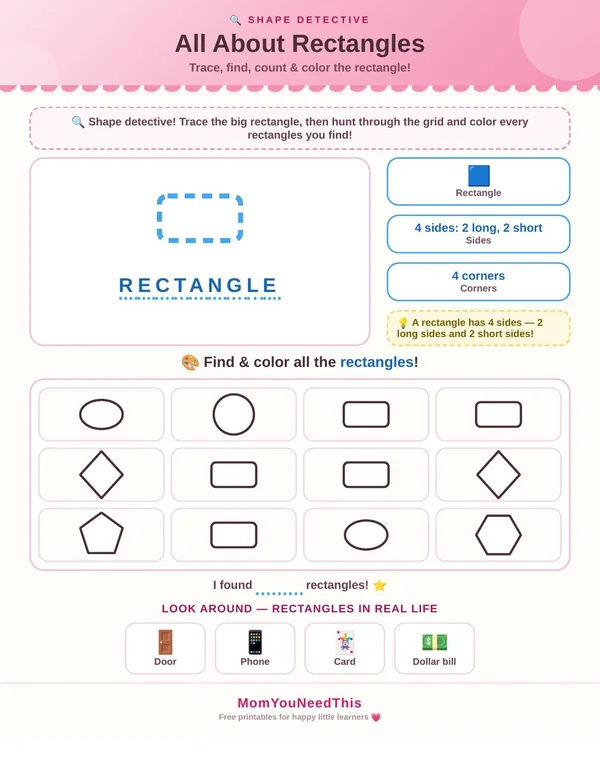 🔍 SHAPE DETECTIVE
All About Rectangles
Trace, find, count & color the rectangle!
🔍 Shape detective! Trace the big rectangle, then hunt through the grid and color every
rectangles you find!
RECTANGLE
Rectangle
4 sides: 2 long, 2 short
Sides
4 corners
Corners
💡 A rectangle has 4 sides — 2
long sides and 2 short sides!
🎨 Find & color all the rectangles!
I found ......... rectangles! ⭐
LOOK AROUND — RECTANGLES IN REAL LIFE
Door
Phone
Card
Dollar bill
MomYouNeedThis
Free printables for happy little learners 💗